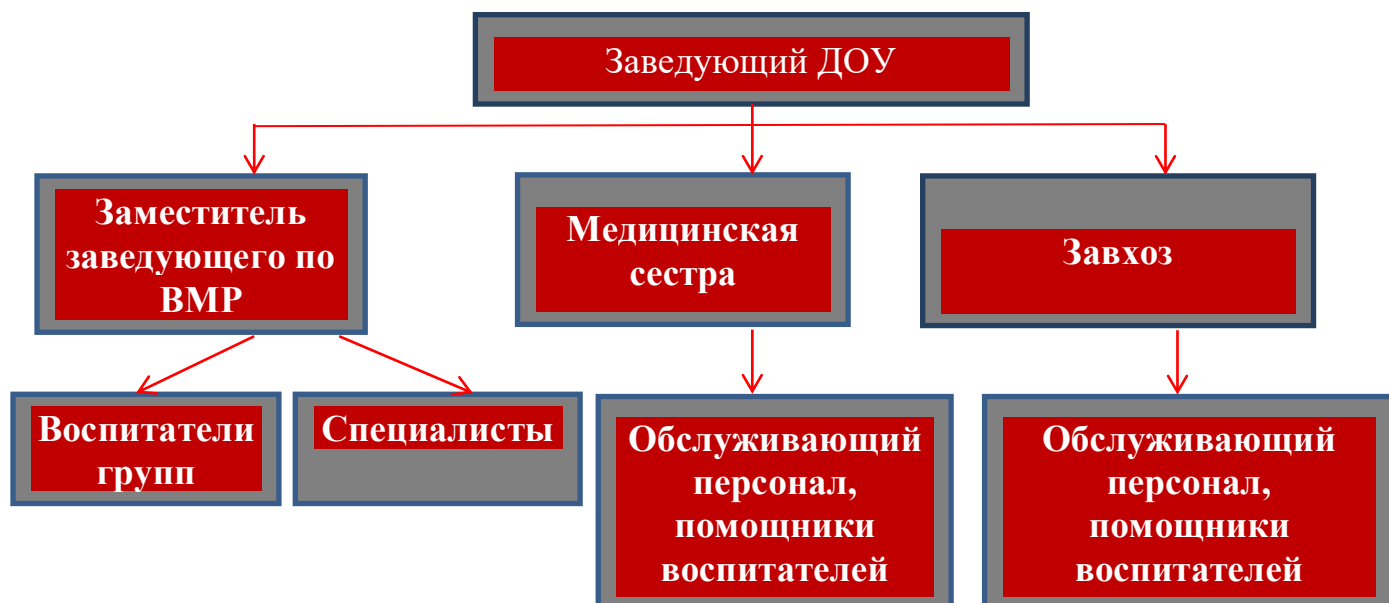 Заведующий ДОУ
Заместитель
заведующего по
ВМР
Медицинская
сестра
Завхоз
Воспитатели
групп
Специалисты
Обслуживающий
персонал,
помощники
воспитателей
Обслуживающий
персонал,
помощники
воспитателей